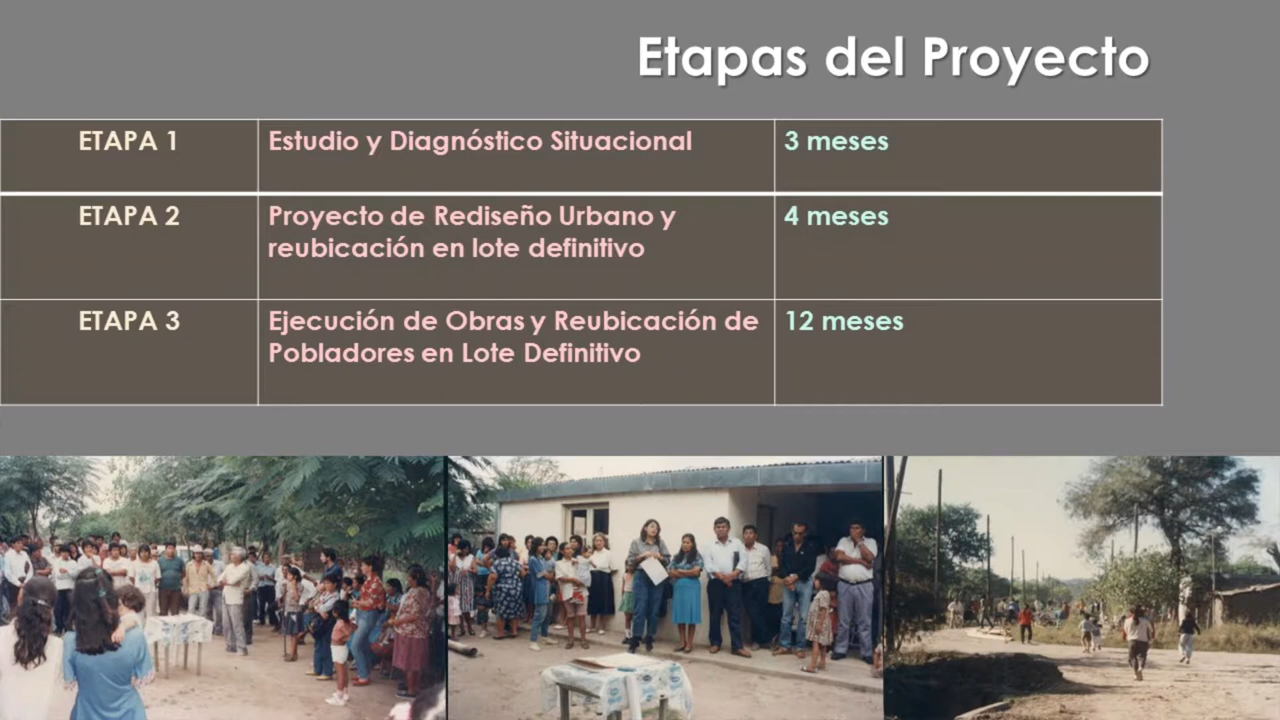 Etapas del Proyecto
ETAPA 1
Estudio y Diagnóstico Situacional
3 meses
ETAPA 2
Proyecto de Rediseño Urbano y
reubicación en lote definitivo
4 meses
ETAPA 3
Ejecución de Obras y Reubicación de
Pobladores en Lote Definitivo
12 meses